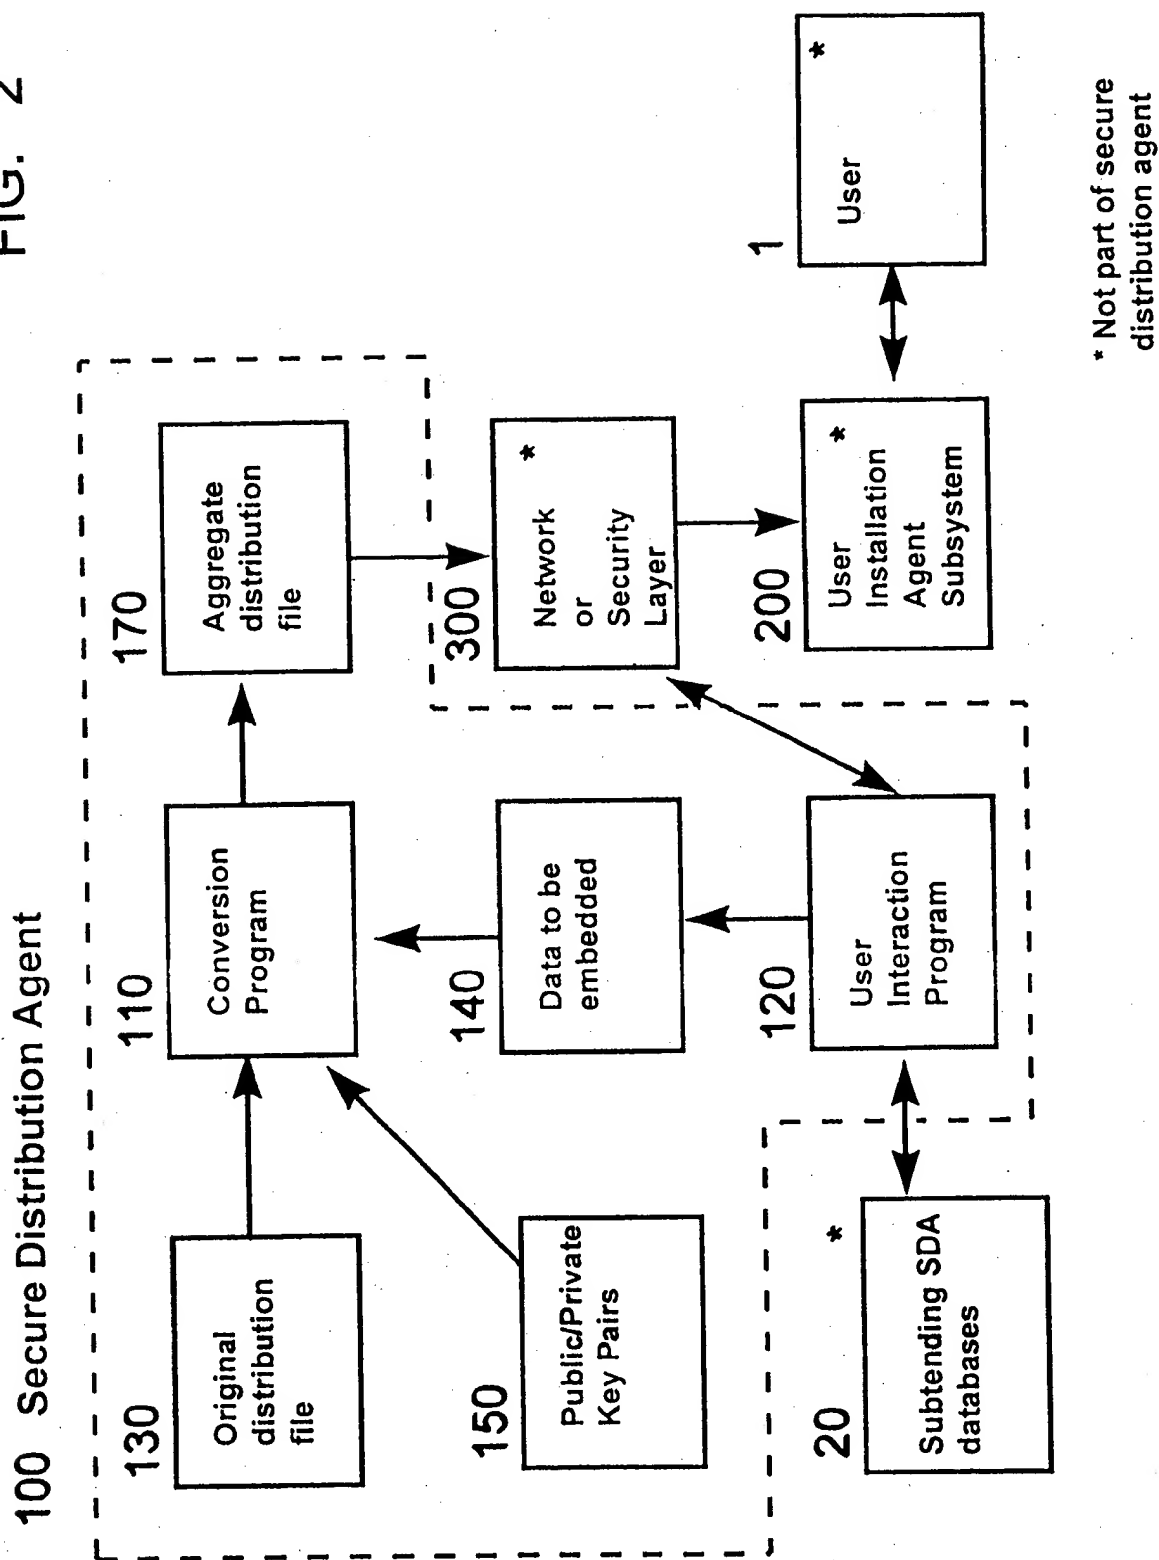 FIG. 2
100 Secure Distribution Agent
130
Original
distribution
file
110
Conversion
Program
170
Aggregate
distribution
file
150
Public/Private
Key Pairs
140
Data to be
embedded
300
*
Network
or
Security
Layer
20
*
Subtending SDA
databases
120
User
Interaction
Program
200
*
User
Installation
Agent
Subsystem
1
*
User
* Not part of secure
distribution agent